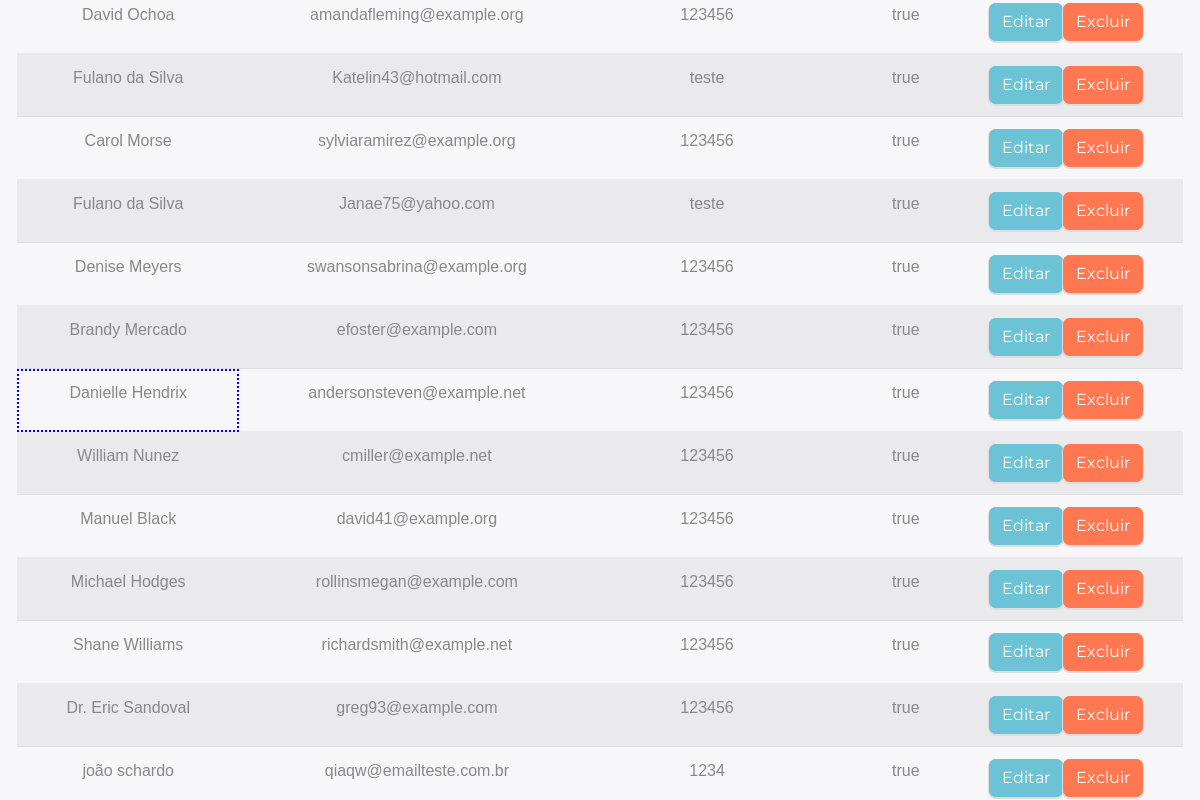 David Ochoa amandafleming@example.org 123456 true Editar Excluir
Fulano da Silva Katelin43@hotmail.com teste true Editar Excluir
Carol Morse sylviaramirez@example.org 123456 true Editar Excluir
Fulano da Silva Janae75@yahoo.com teste true Editar Excluir
Denise Meyers swansonsabrina@example.org 123456 true Editar Excluir
Brandy Mercado efoster@example.com 123456 true Editar Excluir
Danielle Hendrix andersonsteven@example.net 123456 true Editar Excluir
William Nunez cmiller@example.net 123456 true Editar Excluir
Manuel Black david41@example.org 123456 true Editar Excluir
Michael Hodges rollinsmegan@example.com 123456 true Editar Excluir
Shane Williams richardsmith@example.net 123456 true Editar Excluir
Dr. Eric Sandoval greg93@example.com 123456 true Editar Excluir
joão schardo qiaqw@emailteste.com.br 1234 true Editar Excluir